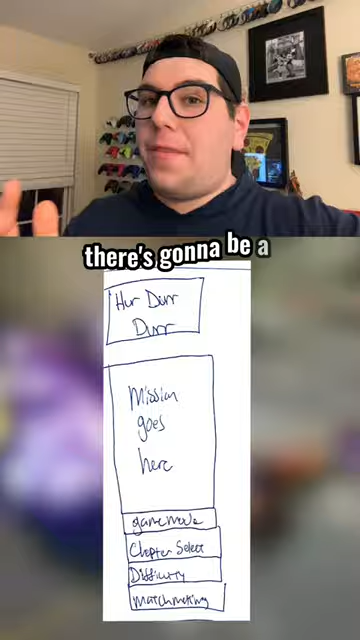 there's gonna be a
Hur Durr
Durr
Mission
goes
here
gamemode
Chapter Select
Difficulty
Matchmaking